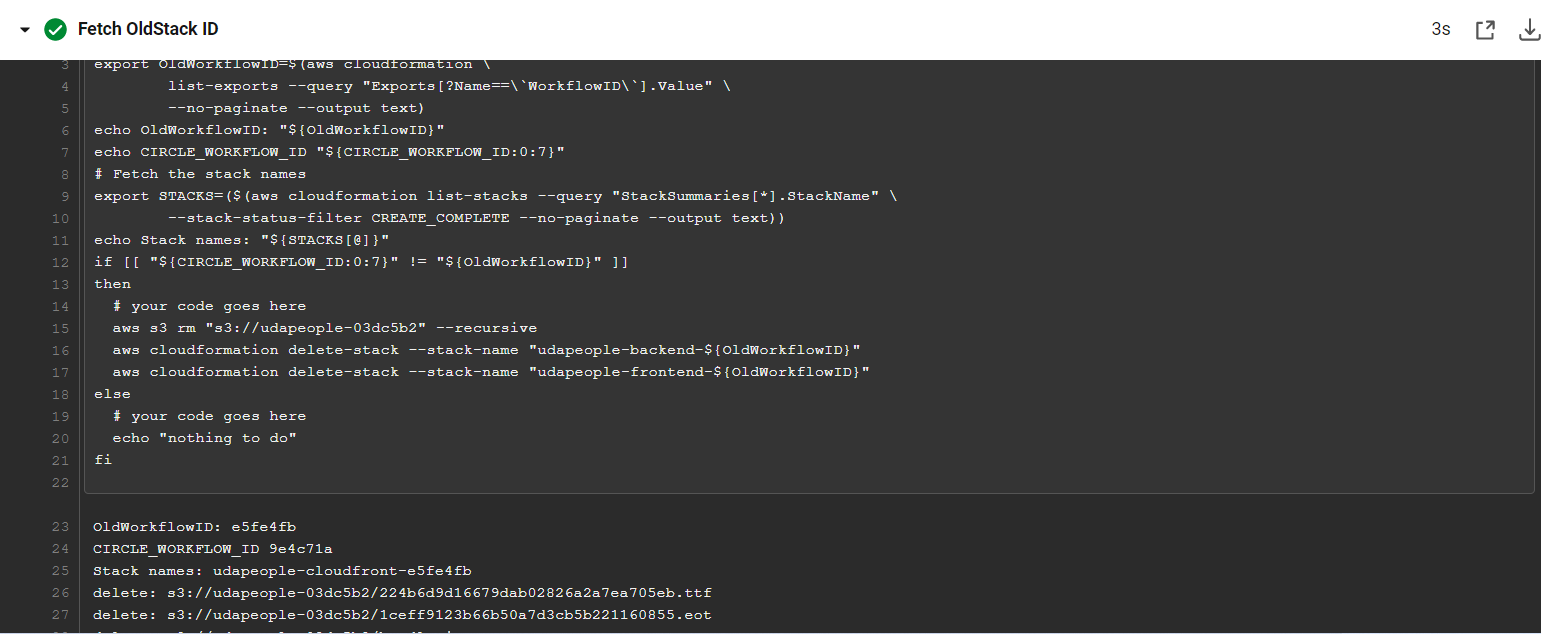 Fetch OldStack ID
3s
3 export OldWorkflowID=$(aws cloudformation \
4 list-exports --query "Exports[?Name==\`WorkflowID\`].Value" \
5 --no-paginate --output text)
6 echo OldWorkflowID: "${OldWorkflowID}"
7 echo CIRCLE_WORKFLOW_ID "${CIRCLE_WORKFLOW_ID:0:7}"
8 # Fetch the stack names
9 export STACKS=($(aws cloudformation list-stacks --query "StackSummaries[*].StackName" \
10 --stack-status-filter CREATE_COMPLETE --no-paginate --output text))
11 echo Stack names: "${STACKS[@]}"
12 if [[ "${CIRCLE_WORKFLOW_ID:0:7}" != "${OldWorkflowID}" ]]
13 then
14 # your code goes here
15 aws s3 rm "s3://udapeople-03dc5b2" --recursive
16 aws cloudformation delete-stack --stack-name "udapeople-backend-${OldWorkflowID}"
17 aws cloudformation delete-stack --stack-name "udapeople-frontend-${OldWorkflowID}"
18 else
19 # your code goes here
20 echo "nothing to do"
21 fi
22
23 OldWorkflowID: e5fe4fb
24 CIRCLE_WORKFLOW_ID 9e4c71a
25 Stack names: udapeople-cloudfront-e5fe4fb
26 delete: s3://udapeople-03dc5b2/224b6d9d16679dab02826a2a7ea705eb.ttf
27 delete: s3://udapeople-03dc5b2/1ceff9123b66b50a7d3cb5b221160855.eot